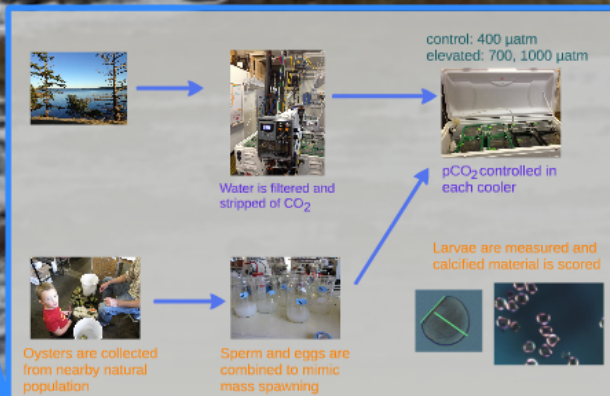 control: 400 µatm
elevated: 700, 1000 µatm
Water is filtered and
stripped of CO₂
pCO₂ controlled in
each cooler
Larvae are measured and
calcified material is scored
Oysters are collected
from nearby natural
population
Sperm and eggs are
combined to mimic
mass spawning